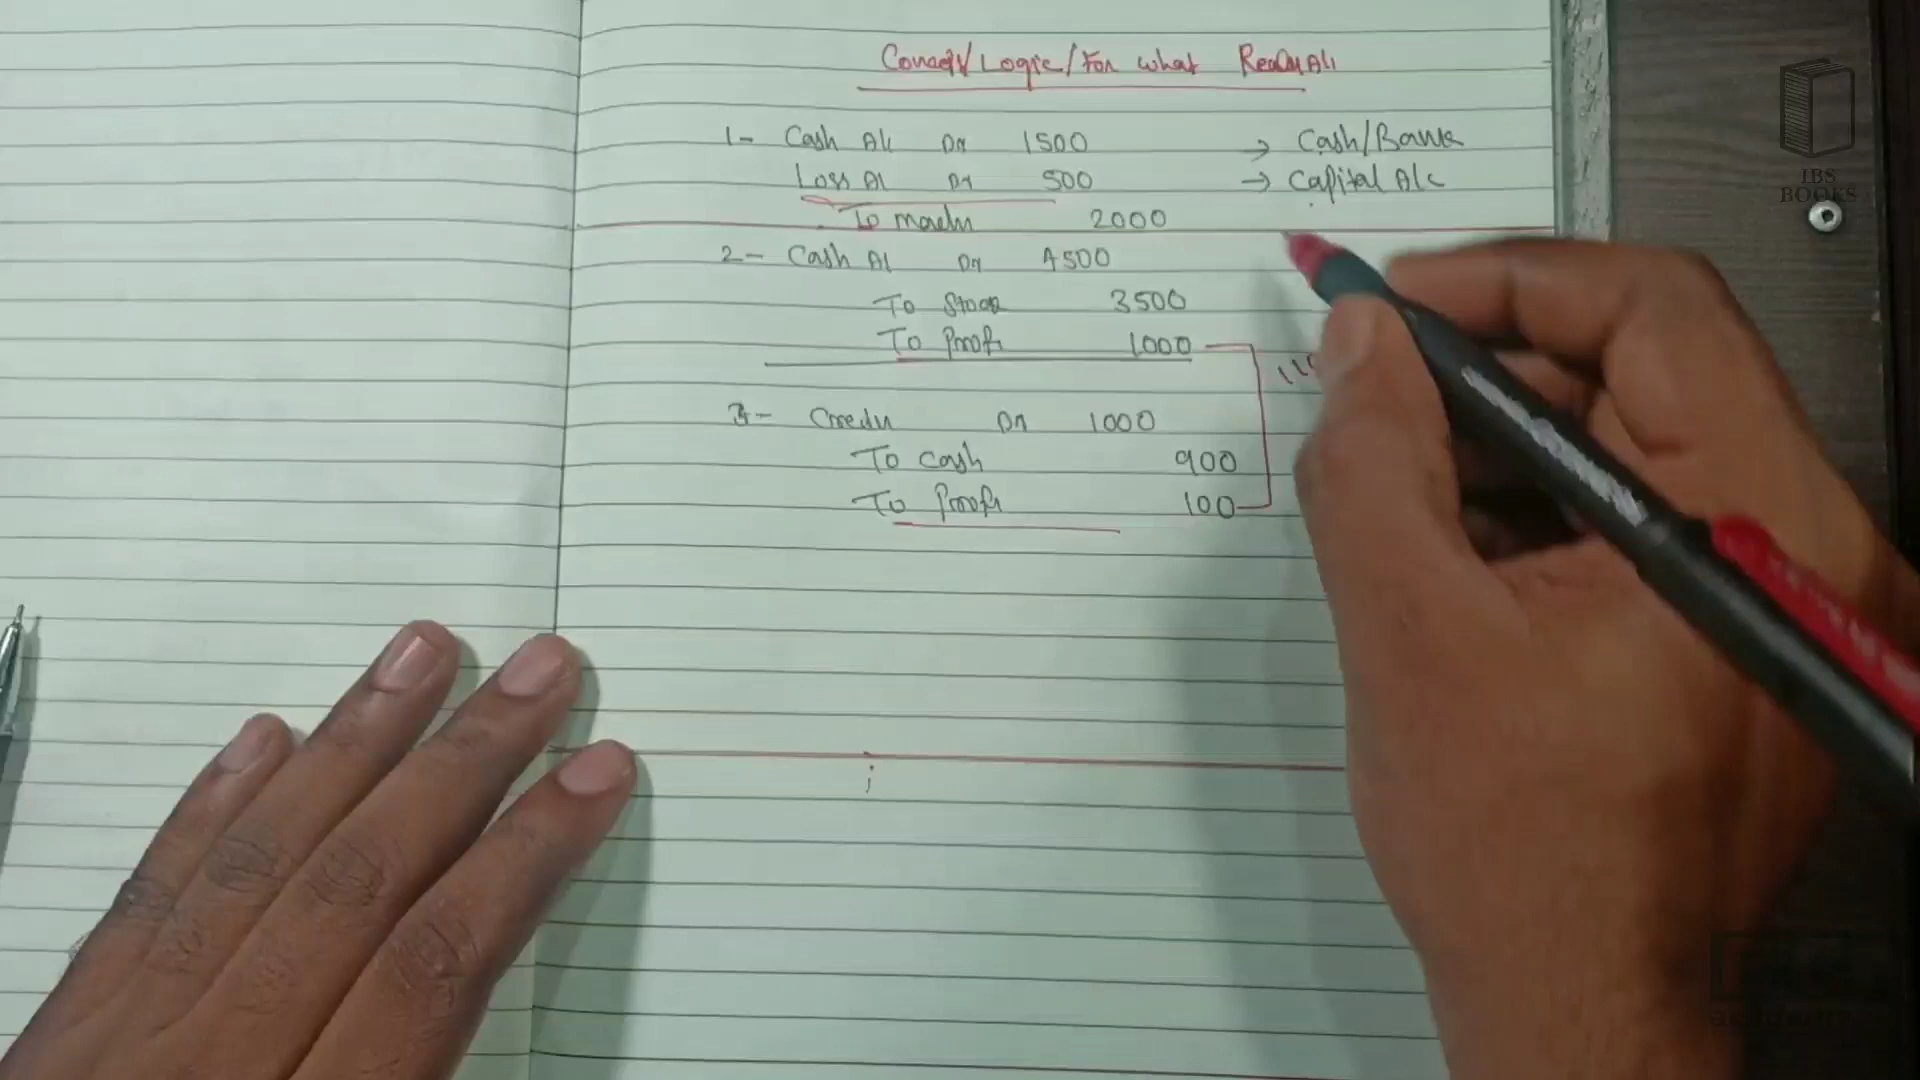 Concept/Logic/For what Real A/c
1- Cash A/c Dr 1500 → Cash/Bank
Loss A/c Dr 500 → Capital A/c
To 2000
2- Cash A/c Dr 4500
To Stock 3500
To Profit 1000
3- Creditor Dr 1000
To cash 900
To Profit 100
IBS
BOOKS